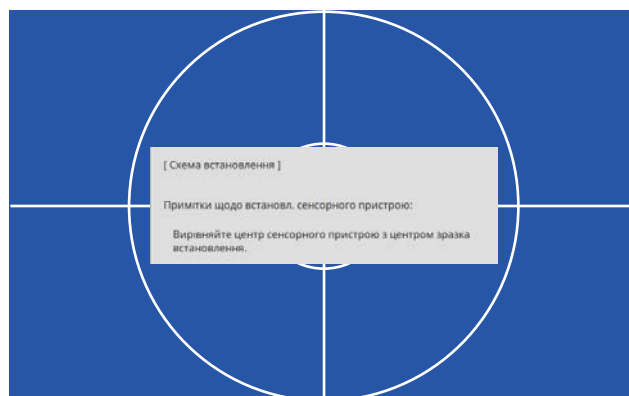 [ Схема встановлення ]
Примітки щодо встановл. сенсорного пристрою:
Вирівняйте центр сенсорного пристрою з центром зразка
встановлення.